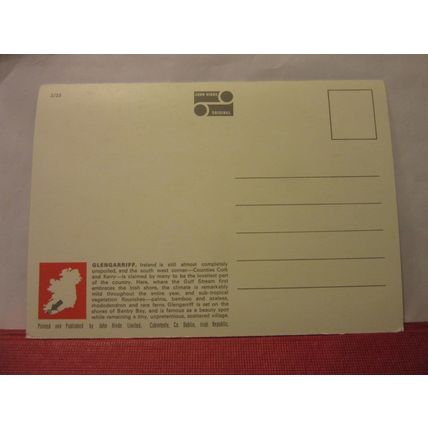 2/23
JOHN HINDE
ORIGINAL
GLENGARRIFF. Ireland is still almost completely
unspoiled, and the south west corner—Counties Cork
and Kerry—is claimed by many to be the loveliest part
of the country. Here, where the Gulf Stream first
embraces the Irish shore, the climate is remarkably
mild throughout the entire year, and sub-tropical
vegetation flourishes—palms, bamboo and azaleas,
rhododendron and rare ferns. Glengarriff is set on the
shores of Bantry Bay, and is famous as a beauty spot
while remaining a tiny, unpretentious, scattered village.
Printed and Published by John Hinde Limited, Cabinteely, Co. Dublin, Irish Republic.